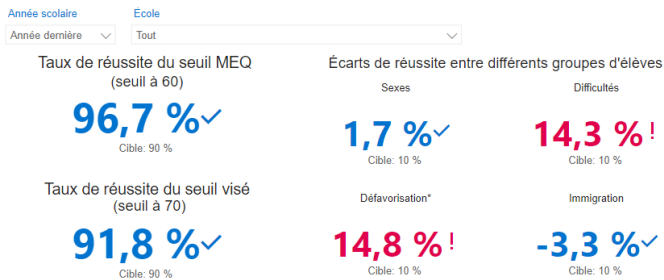 Année scolaire
École
Année dernière
Tout
Taux de réussite du seuil MEQ
(seuil à 60)
96,7 %
Cible: 90 %
Taux de réussite du seuil visé
(seuil à 70)
91,8 %
Cible: 90 %
Écarts de réussite entre différents groupes d'élèves
Sexes
1,7 %
Cible: 10 %
Difficultés
14,3 % !
Cible: 10 %
Défavorisation*
14,8 % !
Cible: 10 %
Immigration
-3,3 %
Cible: 10 %